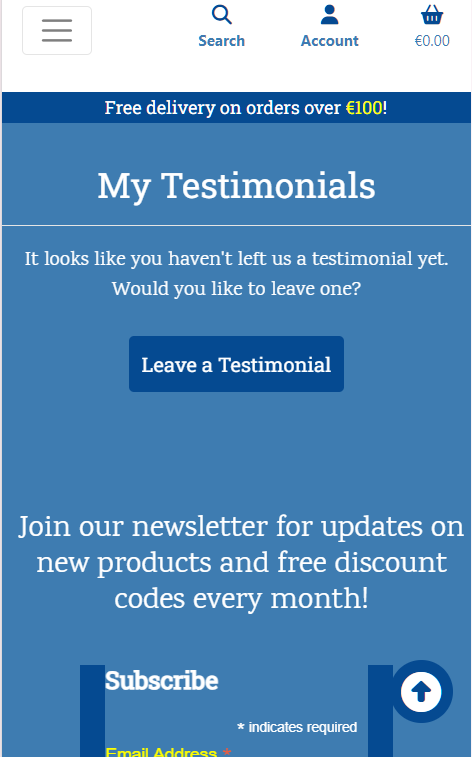 Search Account €0.00
Free delivery on orders over €100!
My Testimonials
It looks like you haven't left us a testimonial yet.
Would you like to leave one?
Leave a Testimonial
Join our newsletter for updates on
new products and free discount
codes every month!
Subscribe
* indicates required
Email Address *